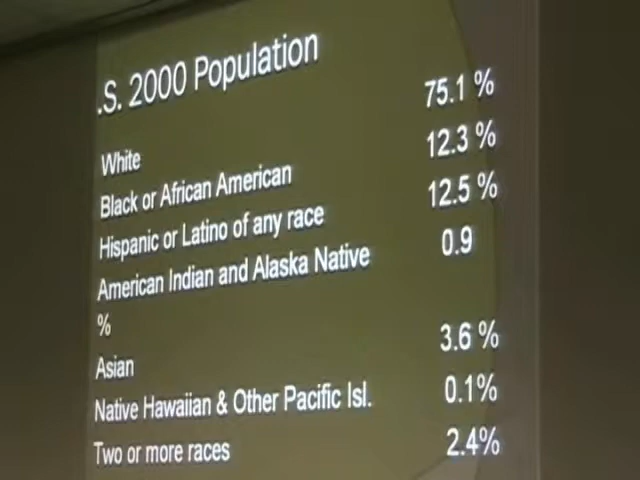 .S. 2000 Population
White 75.1 %
Black or African American 12.3 %
Hispanic or Latino of any race 12.5 %
American Indian and Alaska Native 0.9
%
Asian 3.6 %
Native Hawaiian & Other Pacific Isl. 0.1%
Two or more races 2.4%